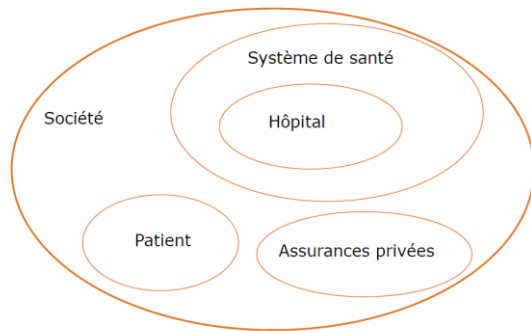 Système de santé
Hôpital
Société
Patient
Assurances privées